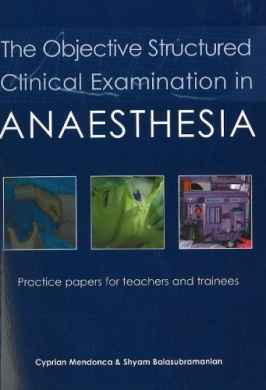 The Objective Structured
Clinical Examination in
ANAESTHESIA
Practice papers for teachers and trainees
Cyprian Mendonca & Shyam Balasubramanian